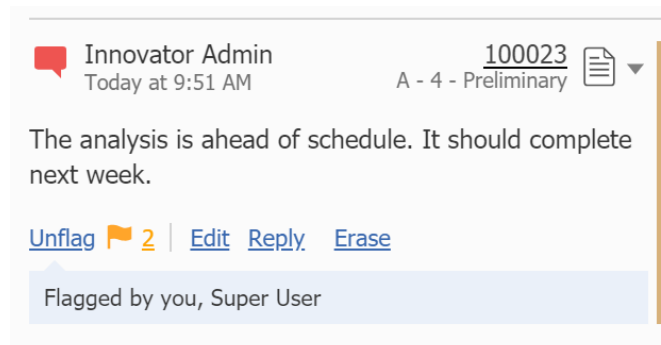 Innovator Admin
100023
Today at 9:51 AM
A - 4 - Preliminary
The analysis is ahead of schedule. It should complete
next week.
Unflag 2 Edit Reply Erase
Flagged by you, Super User